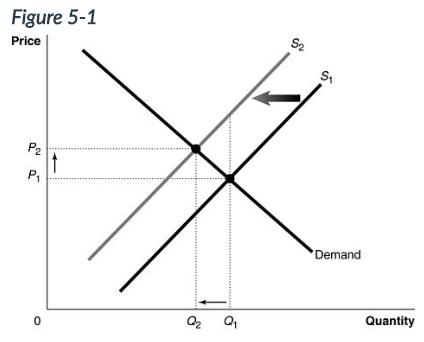 Figure 5-1
Price
S₂
S₁
P₂
P₁
Demand
0
Q₂ Q₁ Quantity